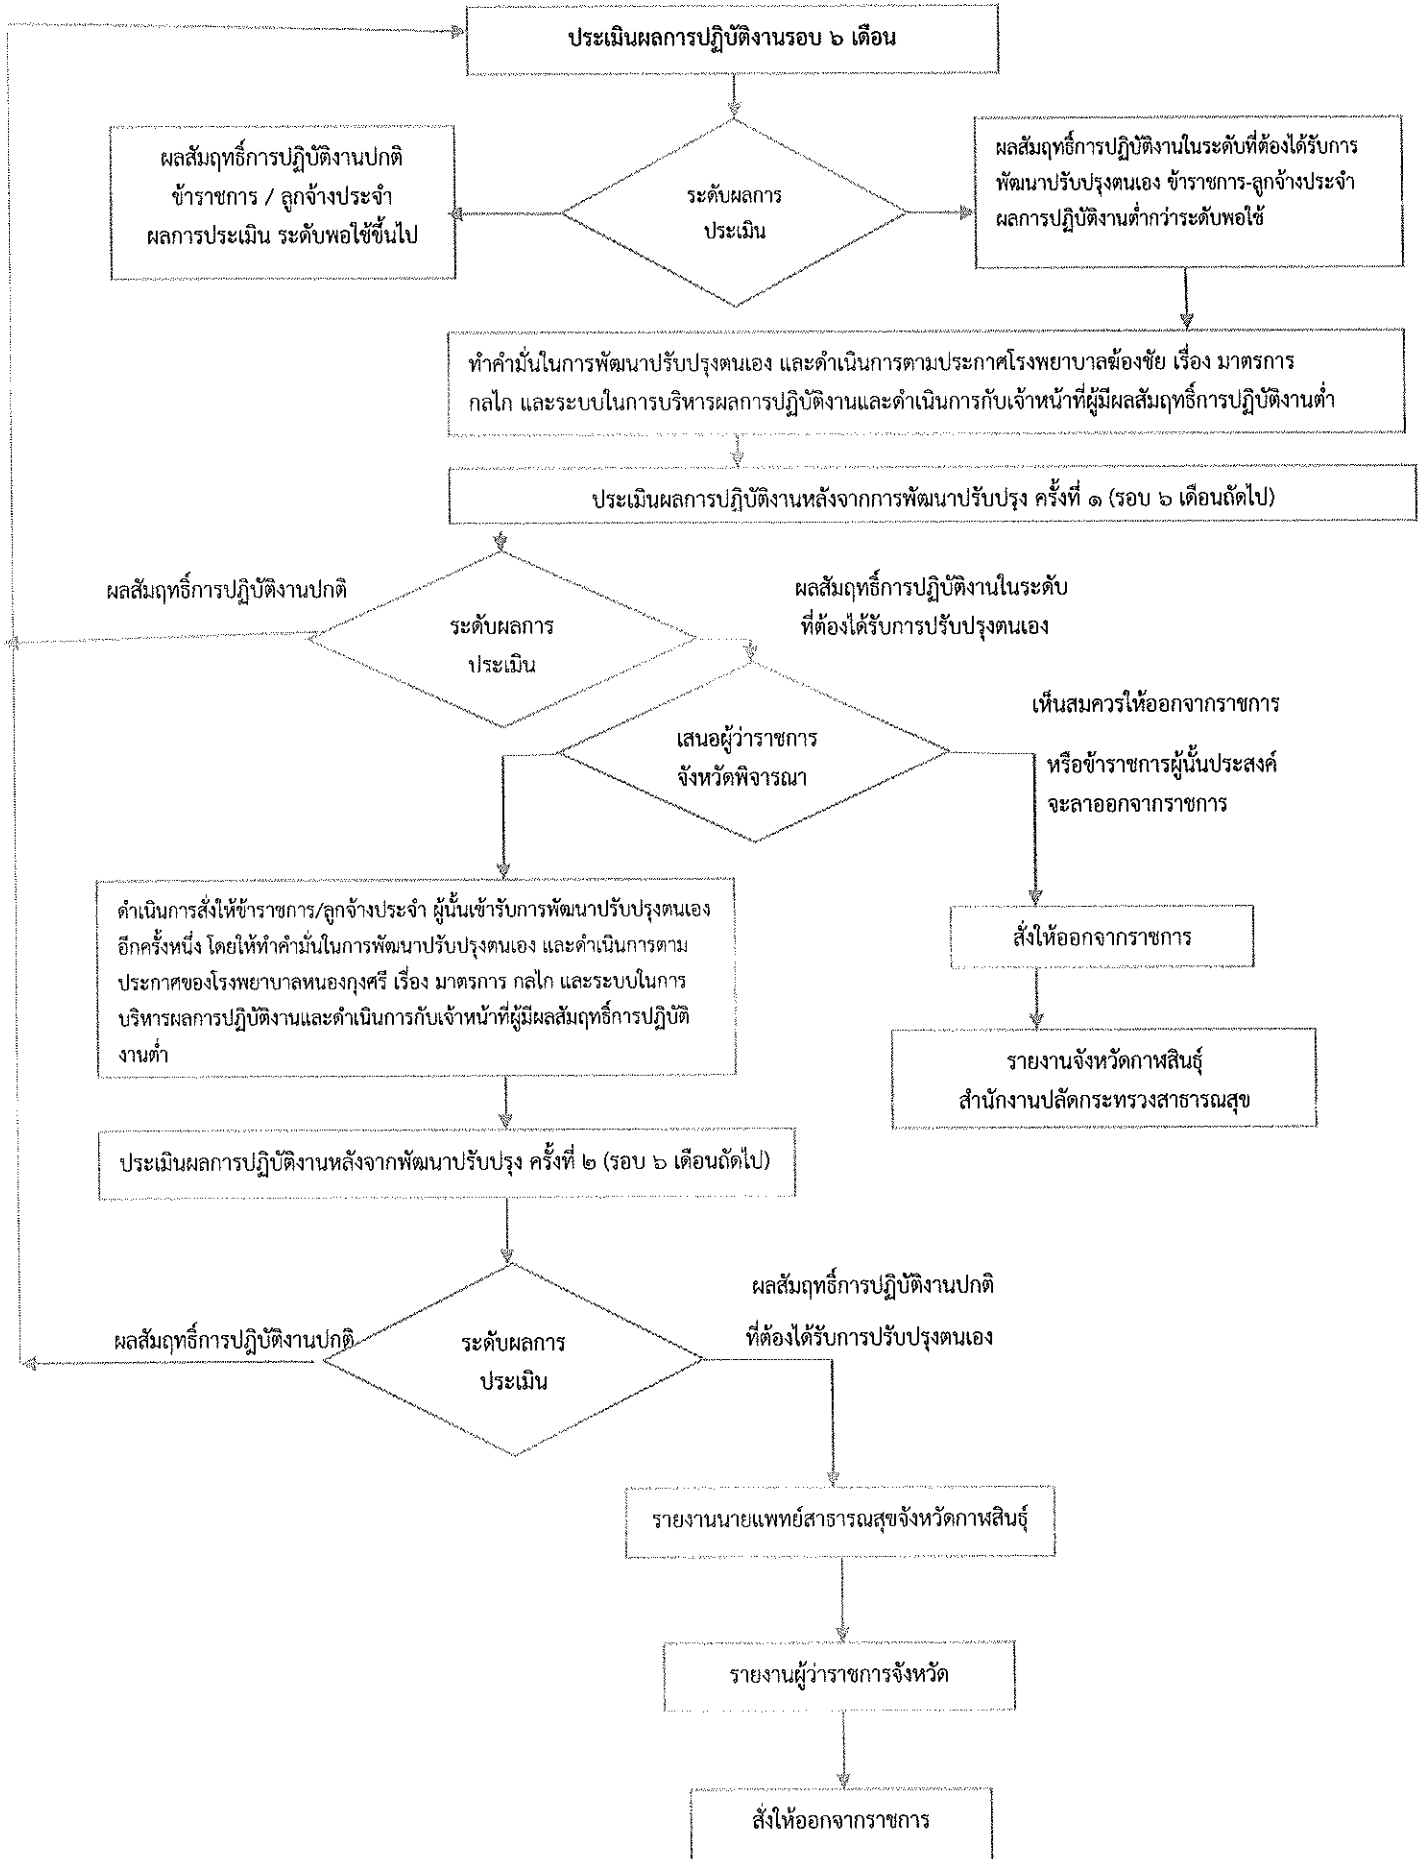 ประเมินผลการปฏิบัติงานรอบ ๖ เดือน
ผลสัมฤทธิ์การปฏิบัติงานปกติ
ข้าราชการ / ลูกจ้างประจำ
ผลการประเมิน ระดับพอใช้ขึ้นไป
ระดับผลการ
ประเมิน
ผลสัมฤทธิ์การปฏิบัติงานในระดับที่ต้องได้รับการ
พัฒนาปรับปรุงตนเอง ข้าราชการ-ลูกจ้างประจำ
ผลการปฏิบัติงานต่ำกว่าระดับพอใช้
ทำคำมั่นในการพัฒนาปรับปรุงตนเอง และดำเนินการตามประกาศโรงพยาบาลฆ้องชัย เรื่อง มาตรการ
กลไก และระบบในการบริหารผลการปฏิบัติงานและดำเนินการกับเจ้าหน้าที่ผู้มีผลสัมฤทธิ์การปฏิบัติงานต่ำ
ประเมินผลการปฏิบัติงานหลังจากการพัฒนาปรับปรุง ครั้งที่ ๑ (รอบ ๖ เดือนถัดไป)
ผลสัมฤทธิ์การปฏิบัติงานปกติ
ระดับผลการ
ประเมิน
ผลสัมฤทธิ์การปฏิบัติงานในระดับ
ที่ต้องได้รับการปรับปรุงตนเอง
เสนอผู้ว่าราชการ
จังหวัดพิจารณา
เห็นสมควรให้ออกจากราชการ
หรือข้าราชการผู้นั้นประสงค์
จะลาออกจากราชการ
ดำเนินการสั่งให้ข้าราชการ/ลูกจ้างประจำ ผู้นั้นเข้ารับการพัฒนาปรับปรุงตนเอง
อีกครั้งหนึ่ง โดยให้ทำคำมั่นในการพัฒนาปรับปรุงตนเอง และดำเนินการตาม
ประกาศของโรงพยาบาลหนองกุงศรี เรื่อง มาตรการ กลไก และระบบในการ
บริหารผลการปฏิบัติงานและดำเนินการกับเจ้าหน้าที่ผู้มีผลสัมฤทธิ์การปฏิบัติ
งานต่ำ
สั่งให้ออกจากราชการ
รายงานจังหวัดกาฬสินธุ์
สำนักงานปลัดกระทรวงสาธารณสุข
ประเมินผลการปฏิบัติงานหลังจากพัฒนาปรับปรุง ครั้งที่ ๒ (รอบ ๖ เดือนถัดไป)
ผลสัมฤทธิ์การปฏิบัติงานปกติ
ระดับผลการ
ประเมิน
ผลสัมฤทธิ์การปฏิบัติงานปกติ
ที่ต้องได้รับการปรับปรุงตนเอง
รายงานนายแพทย์สาธารณสุขจังหวัดกาฬสินธุ์
รายงานผู้ว่าราชการจังหวัด
สั่งให้ออกจากราชการ